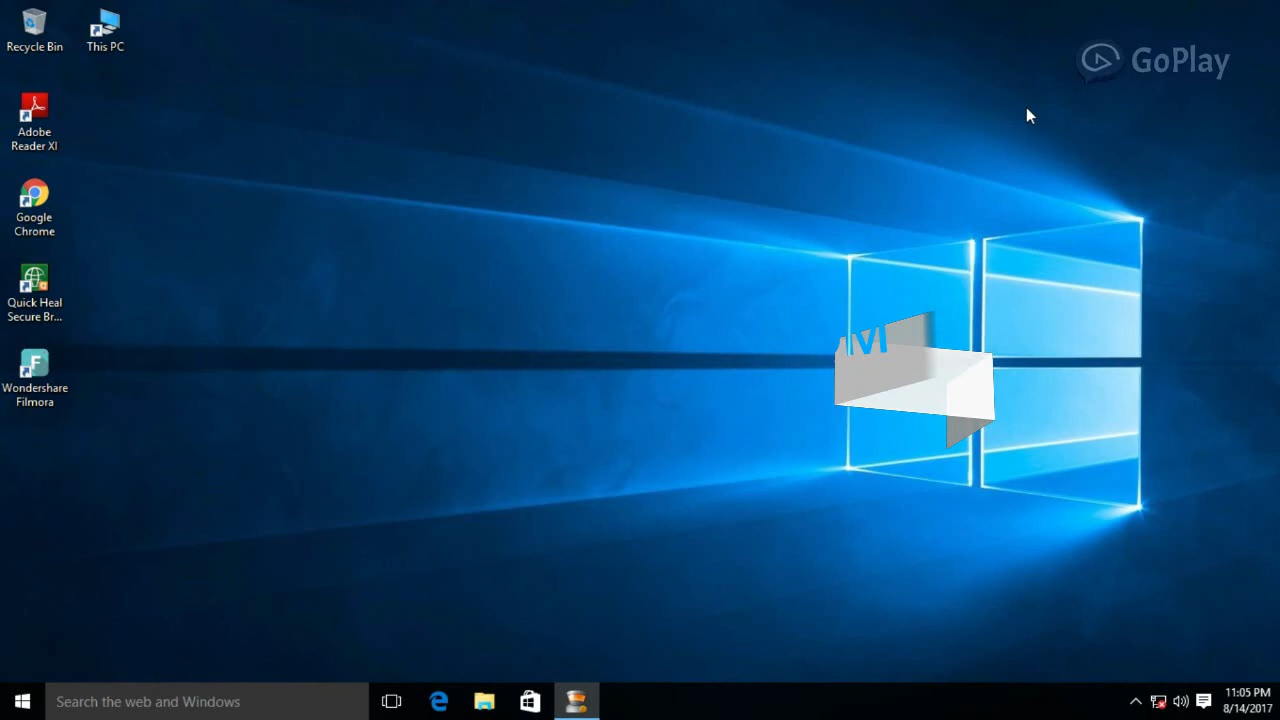 Recycle Bin
This PC
GoPlay
Adobe
Reader XI
Google
Chrome
Quick Heal
Secure Br...
Wondershare
Filmora
Search the web and Windows
11:05 PM
8/14/2017